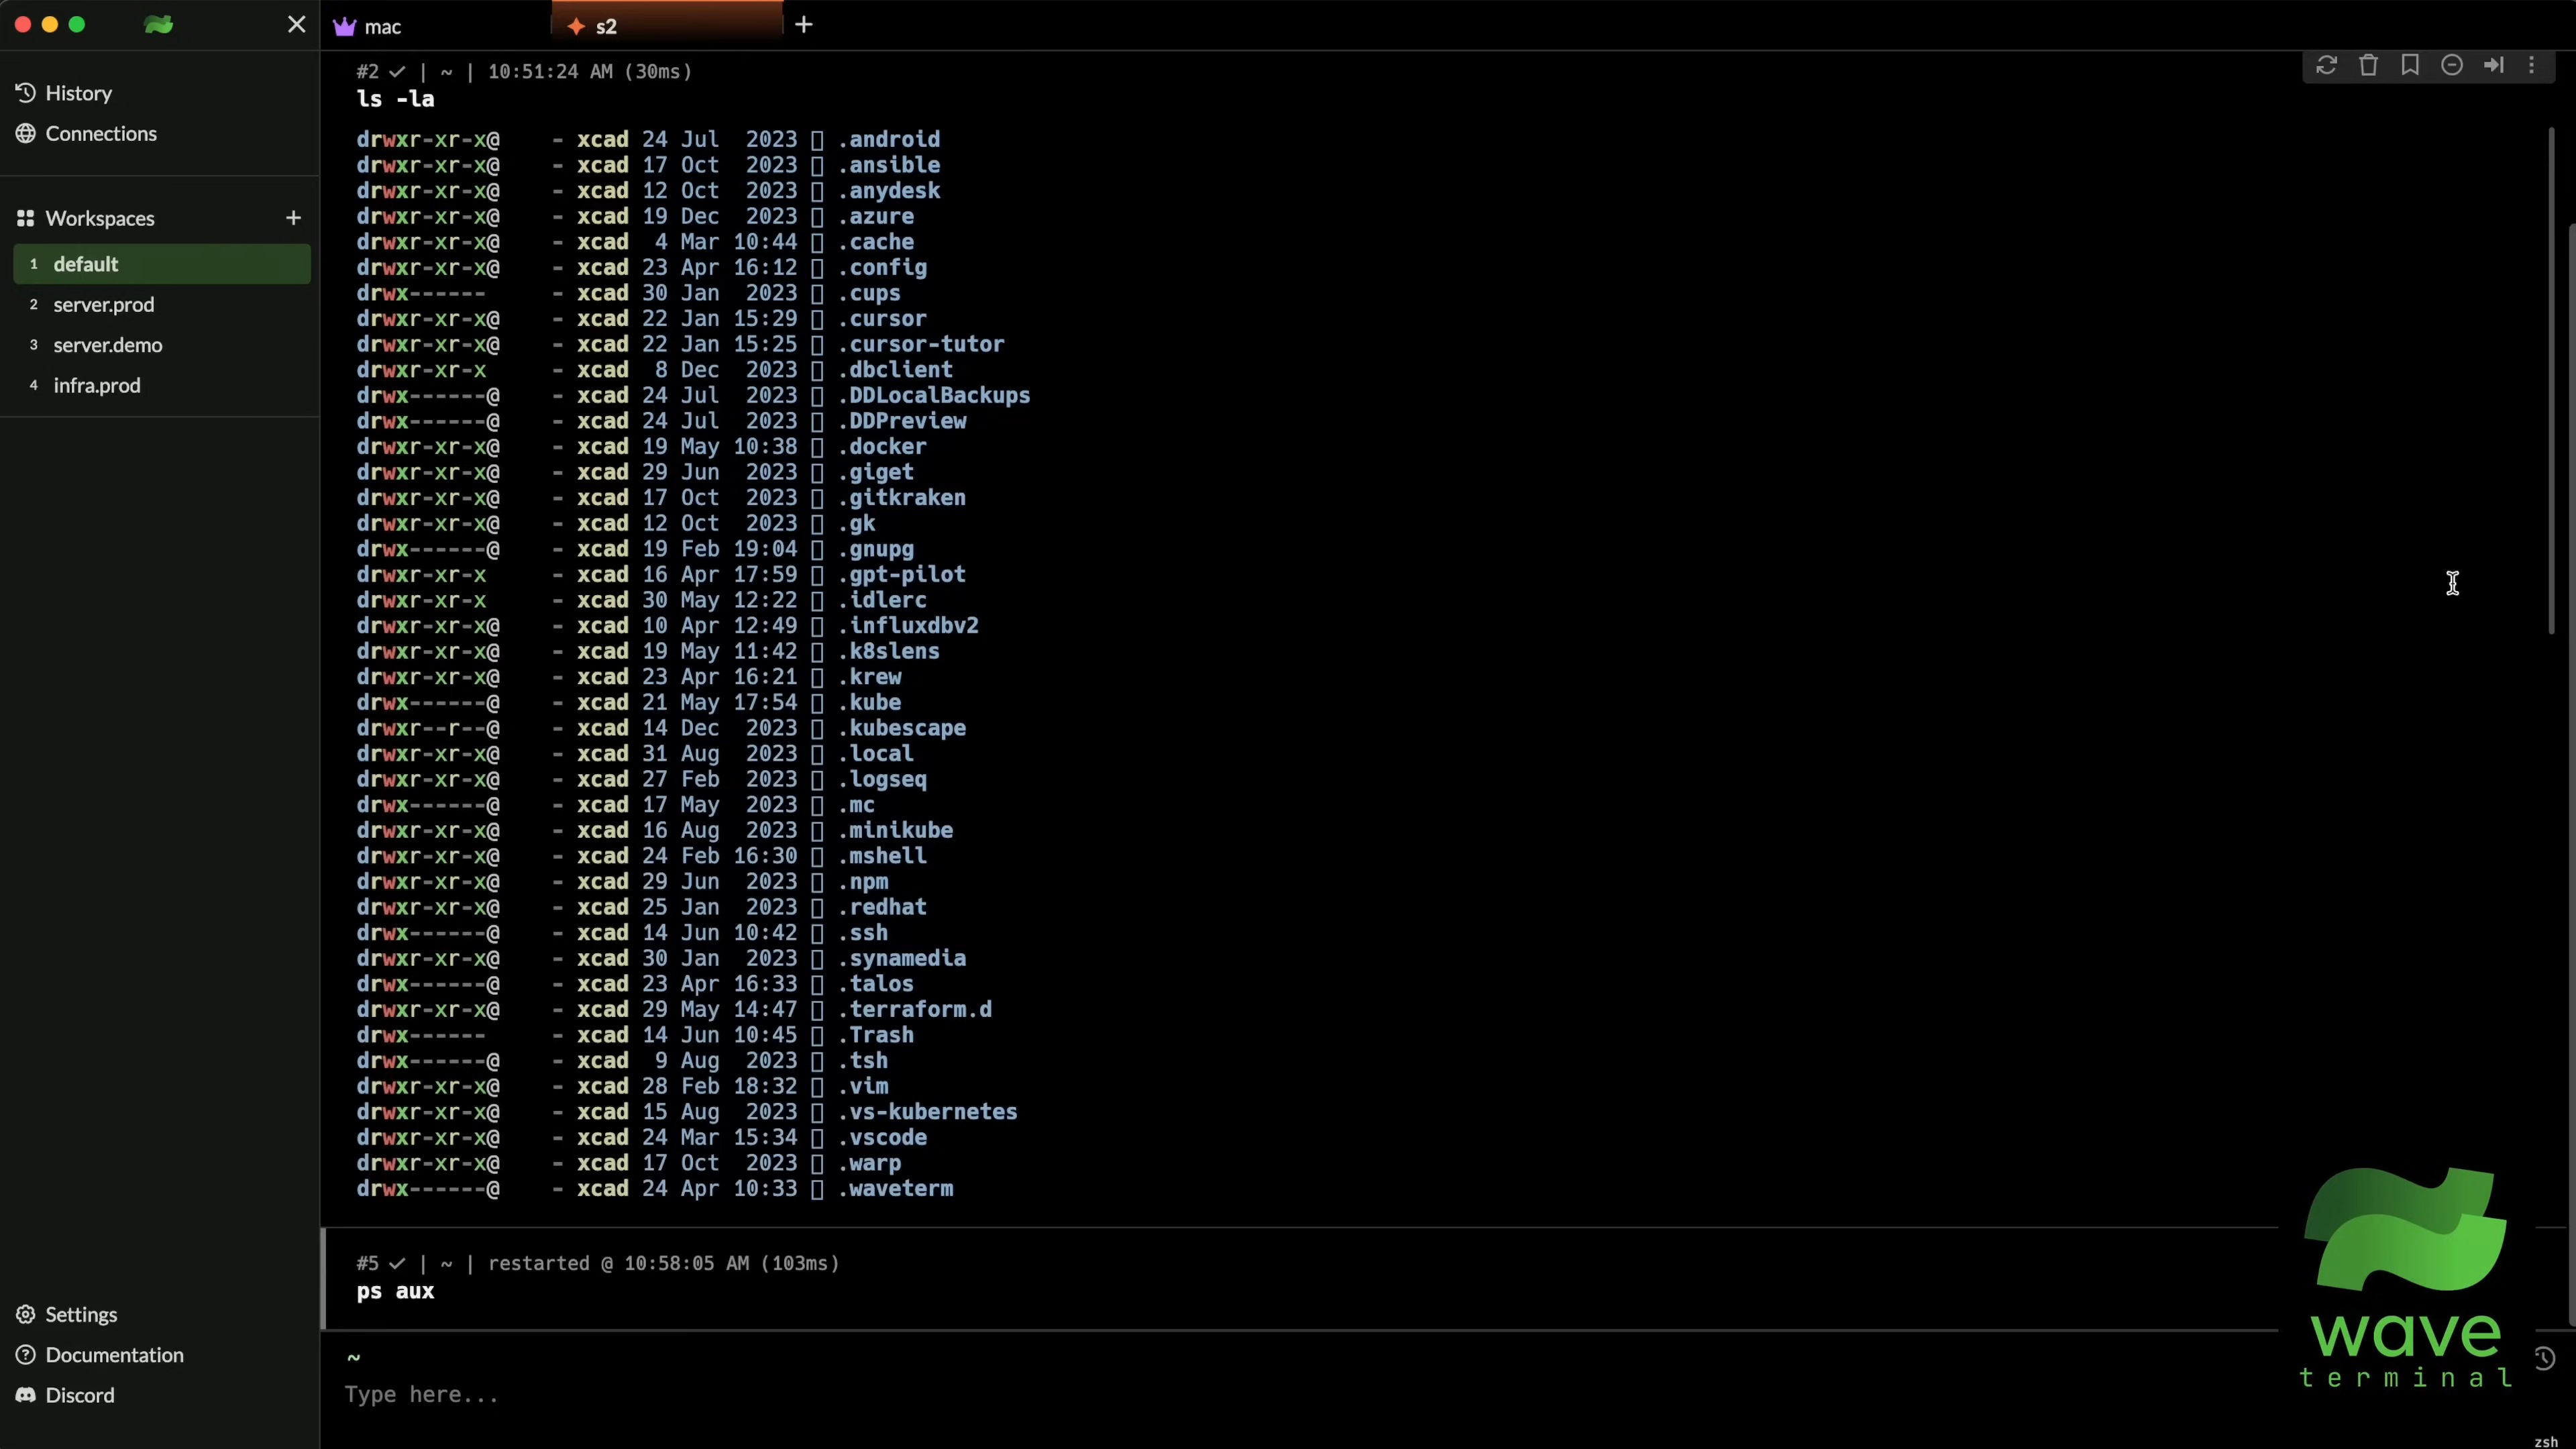 mac
s2
History
Connections
Workspaces
1 default
2 server.prod
3 server.demo
4 infra.prod
#2 ✓ | ~ | 10:51:24 AM (30ms)
ls -la
drwxr-xr-x@ - xcad 24 Jul 2023 .android
drwxr-xr-x@ - xcad 17 Oct 2023 .ansible
drwxr-xr-x@ - xcad 12 Oct 2023 .anydesk
drwxr-xr-x@ - xcad 19 Dec 2023 .azure
drwxr-xr-x@ - xcad 4 Mar 10:44 .cache
drwxr-xr-x@ - xcad 23 Apr 16:12 .config
drwx------ - xcad 30 Jan 2023 .cups
drwxr-xr-x@ - xcad 22 Jan 15:29 .cursor
drwxr-xr-x@ - xcad 22 Jan 15:25 .cursor-tutor
drwxr-xr-x - xcad 8 Dec 2023 .dbclient
drwx------@ - xcad 24 Jul 2023 .DDLocalBackups
drwx------@ - xcad 24 Jul 2023 .DDPreview
drwxr-xr-x@ - xcad 19 May 10:38 .docker
drwxr-xr-x@ - xcad 29 Jun 2023 .giget
drwxr-xr-x@ - xcad 17 Oct 2023 .gitkraken
drwxr-xr-x@ - xcad 12 Oct 2023 .gk
drwx------@ - xcad 19 Feb 19:04 .gnupg
drwxr-xr-x - xcad 16 Apr 17:59 .gpt-pilot
drwxr-xr-x - xcad 30 May 12:22 .idlerc
drwxr-xr-x@ - xcad 10 Apr 12:49 .influxdbv2
drwxr-xr-x@ - xcad 19 May 11:42 .k8slens
drwxr-xr-x@ - xcad 23 Apr 16:21 .krew
drwx------@ - xcad 21 May 17:54 .kube
drwxr--r--@ - xcad 14 Dec 2023 .kubescape
drwxr-xr-x@ - xcad 31 Aug 2023 .local
drwxr-xr-x@ - xcad 27 Feb 2023 .logseq
drwx------@ - xcad 17 May 2023 .mc
drwxr-xr-x@ - xcad 16 Aug 2023 .minikube
drwxr-xr-x@ - xcad 24 Feb 16:30 .mshell
drwxr-xr-x@ - xcad 29 Jun 2023 .npm
drwxr-xr-x@ - xcad 25 Jan 2023 .redhat
drwx------@ - xcad 14 Jun 10:42 .ssh
drwxr-xr-x@ - xcad 30 Jan 2023 .synamedia
drwx------@ - xcad 23 Apr 16:33 .talos
drwxr-xr-x@ - xcad 29 May 14:47 .terraform.d
drwx------ - xcad 14 Jun 10:45 .Trash
drwx------@ - xcad 9 Aug 2023 .tsh
drwxr-xr-x@ - xcad 28 Feb 18:32 .vim
drwxr-xr-x@ - xcad 15 Aug 2023 .vs-kubernetes
drwxr-xr-x@ - xcad 24 Mar 15:34 .vscode
drwxr-xr-x@ - xcad 17 Oct 2023 .warp
drwx------@ - xcad 24 Apr 10:33 .waveterm
#5 ✓ | ~ | restarted @ 10:58:05 AM (103ms)
ps aux
~
Type here...
Settings
Documentation
Discord
wave
terminal
zsh